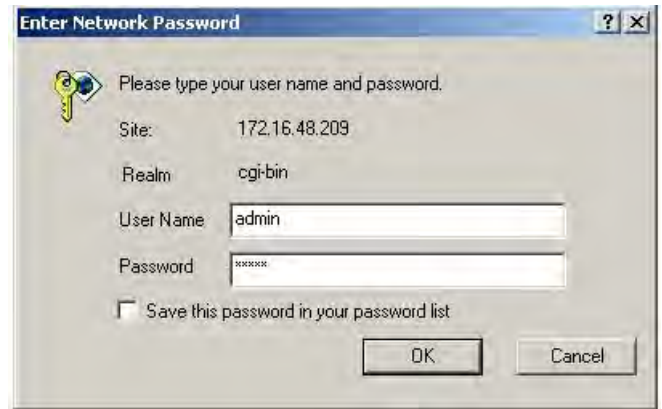 Enter Network Password
? ×
Please type your user name and password.
Site: 172.16.48.209
Realm cgi-bin
User Name admin
Password xxxxx
Save this password in your password list
OK Cancel